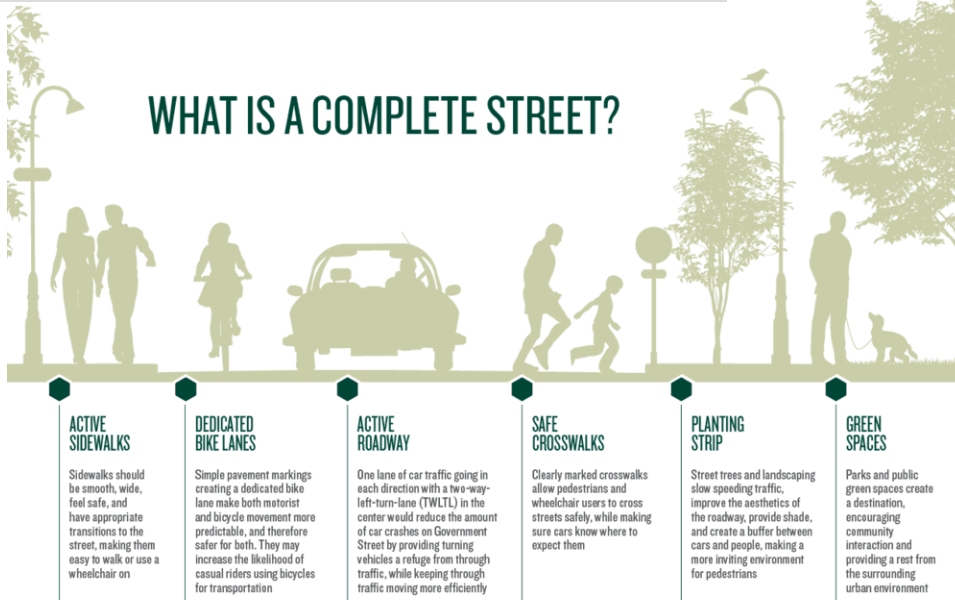 WHAT IS A COMPLETE STREET?
ACTIVE
SIDEWALKS
Sidewalks should
be smooth, wide,
feel safe, and
have appropriate
transitions to the
street, making them
easy to walk or use a
wheelchair on
DEDICATED
BIKE LANES
Simple pavement markings
creating a dedicated bike
lane make both motorist
and bicycle movement more
predictable, and therefore
safer for both. They may
increase the likelihood of
casual riders using bicycles
for transportation
ACTIVE
ROADWAY
One lane of car traffic going in
each direction with a two-way-
left-turn-lane (TWLTL) in the
center would reduce the amount
of car crashes on Government
Street by providing turning
vehicles a refuge from through
traffic, while keeping through
traffic moving more efficiently
SAFE
CROSSWALKS
Clearly marked crosswalks
allow pedestrians and
wheelchair users to cross
streets safely, while making
sure cars know where to
expect them
PLANTING
STRIP
Street trees and landscaping
slow speeding traffic,
improve the aesthetics of
the roadway, provide shade,
and create a buffer between
cars and people, making a
more inviting environment
for pedestrians
GREEN
SPACES
Parks and public
green spaces create
a destination,
encouraging
community
interaction and
providing a rest from
the surrounding
urban environment